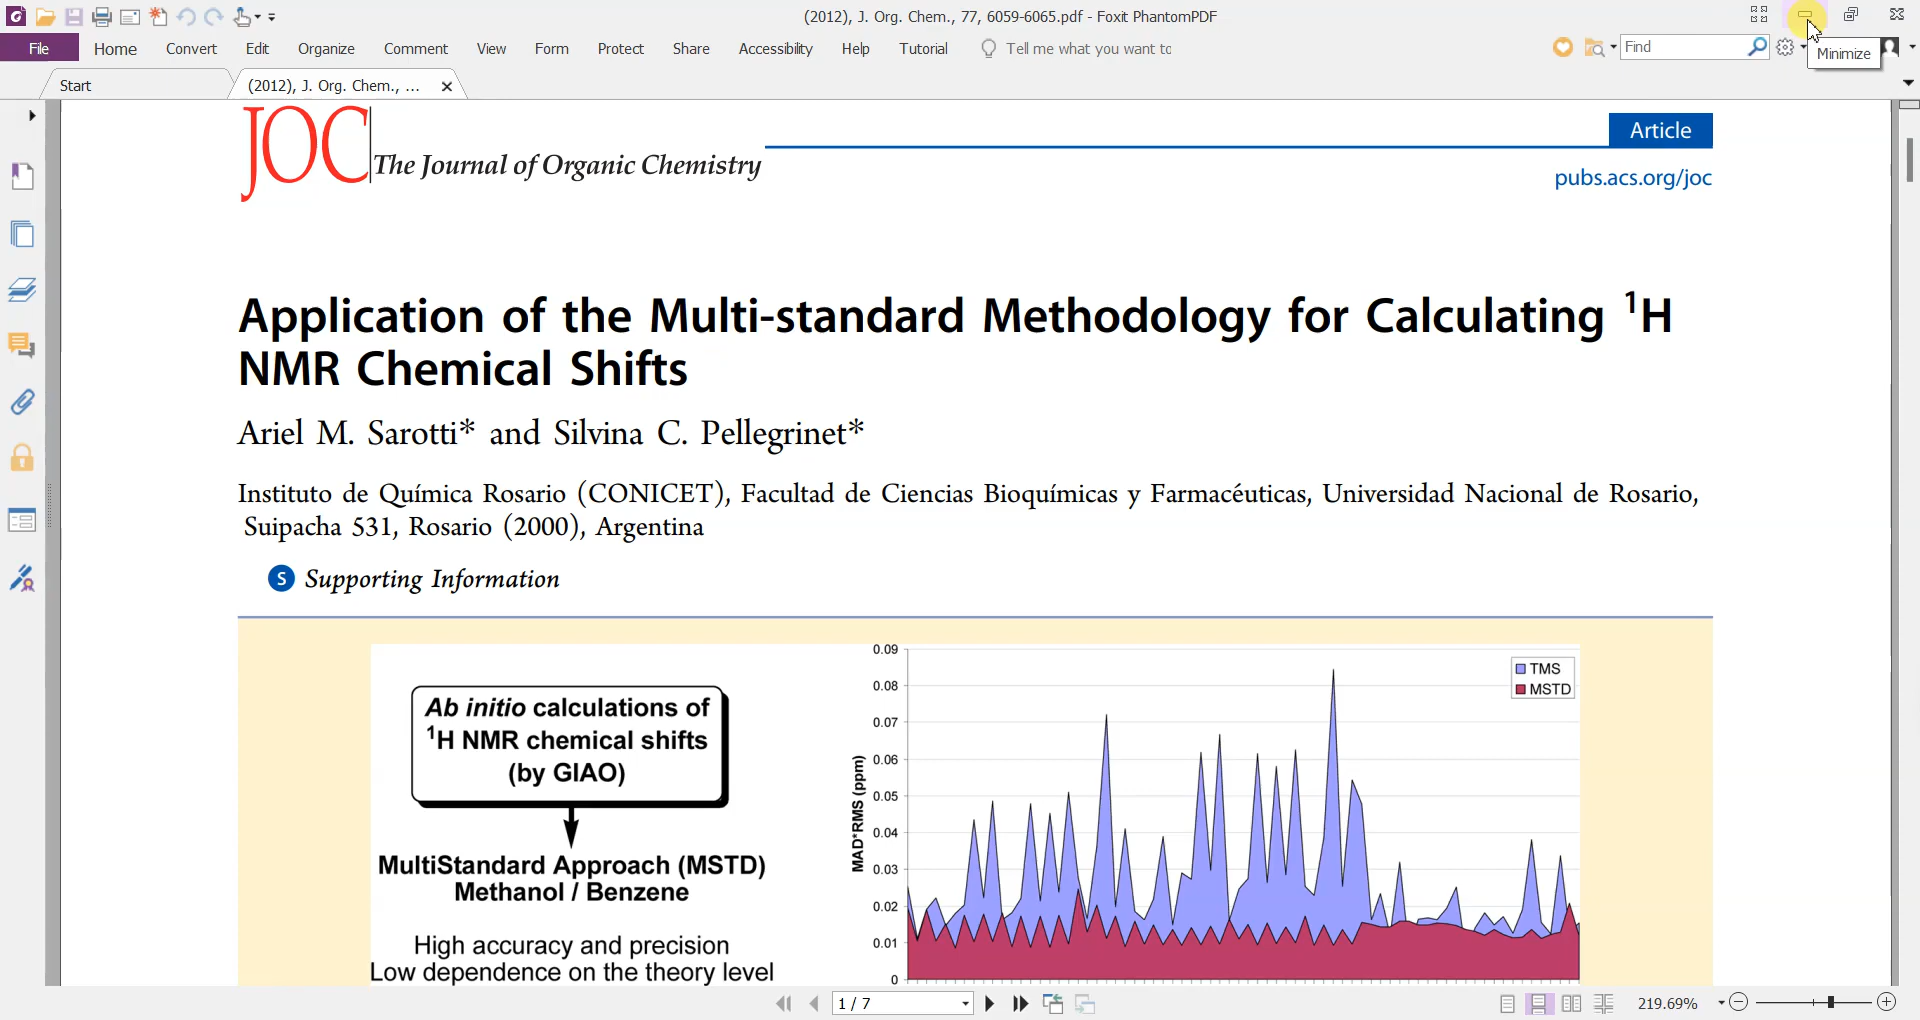 (2012), J. Org. Chem., 77, 6059-6065.pdf - Foxit PhantomPDF
File Home Convert Edit Organize Comment View Form Protect Share Accessibility Help Tutorial Tell me what you want to Find
Minimize
Start (2012), J. Org. Chem., ...
JOC The Journal of Organic Chemistry
Article
pubs.acs.org/joc
Application of the Multi-standard Methodology for Calculating ¹H
NMR Chemical Shifts
Ariel M. Sarotti* and Silvina C. Pellegrinet*
Instituto de Química Rosario (CONICET), Facultad de Ciencias Bioquímicas y Farmacéuticas, Universidad Nacional de Rosario,
Suipacha 531, Rosario (2000), Argentina
S Supporting Information
Ab initio calculations of
¹H NMR chemical shifts
(by GIAO)
MultiStandard Approach (MSTD)
Methanol / Benzene
High accuracy and precision
Low dependence on the theory level
MAD*RMS (ppm)
0.09
0.08
0.07
0.06
0.05
0.04
0.03
0.02
0.01
0
TMS
MSTD
1 / 7
219.69%